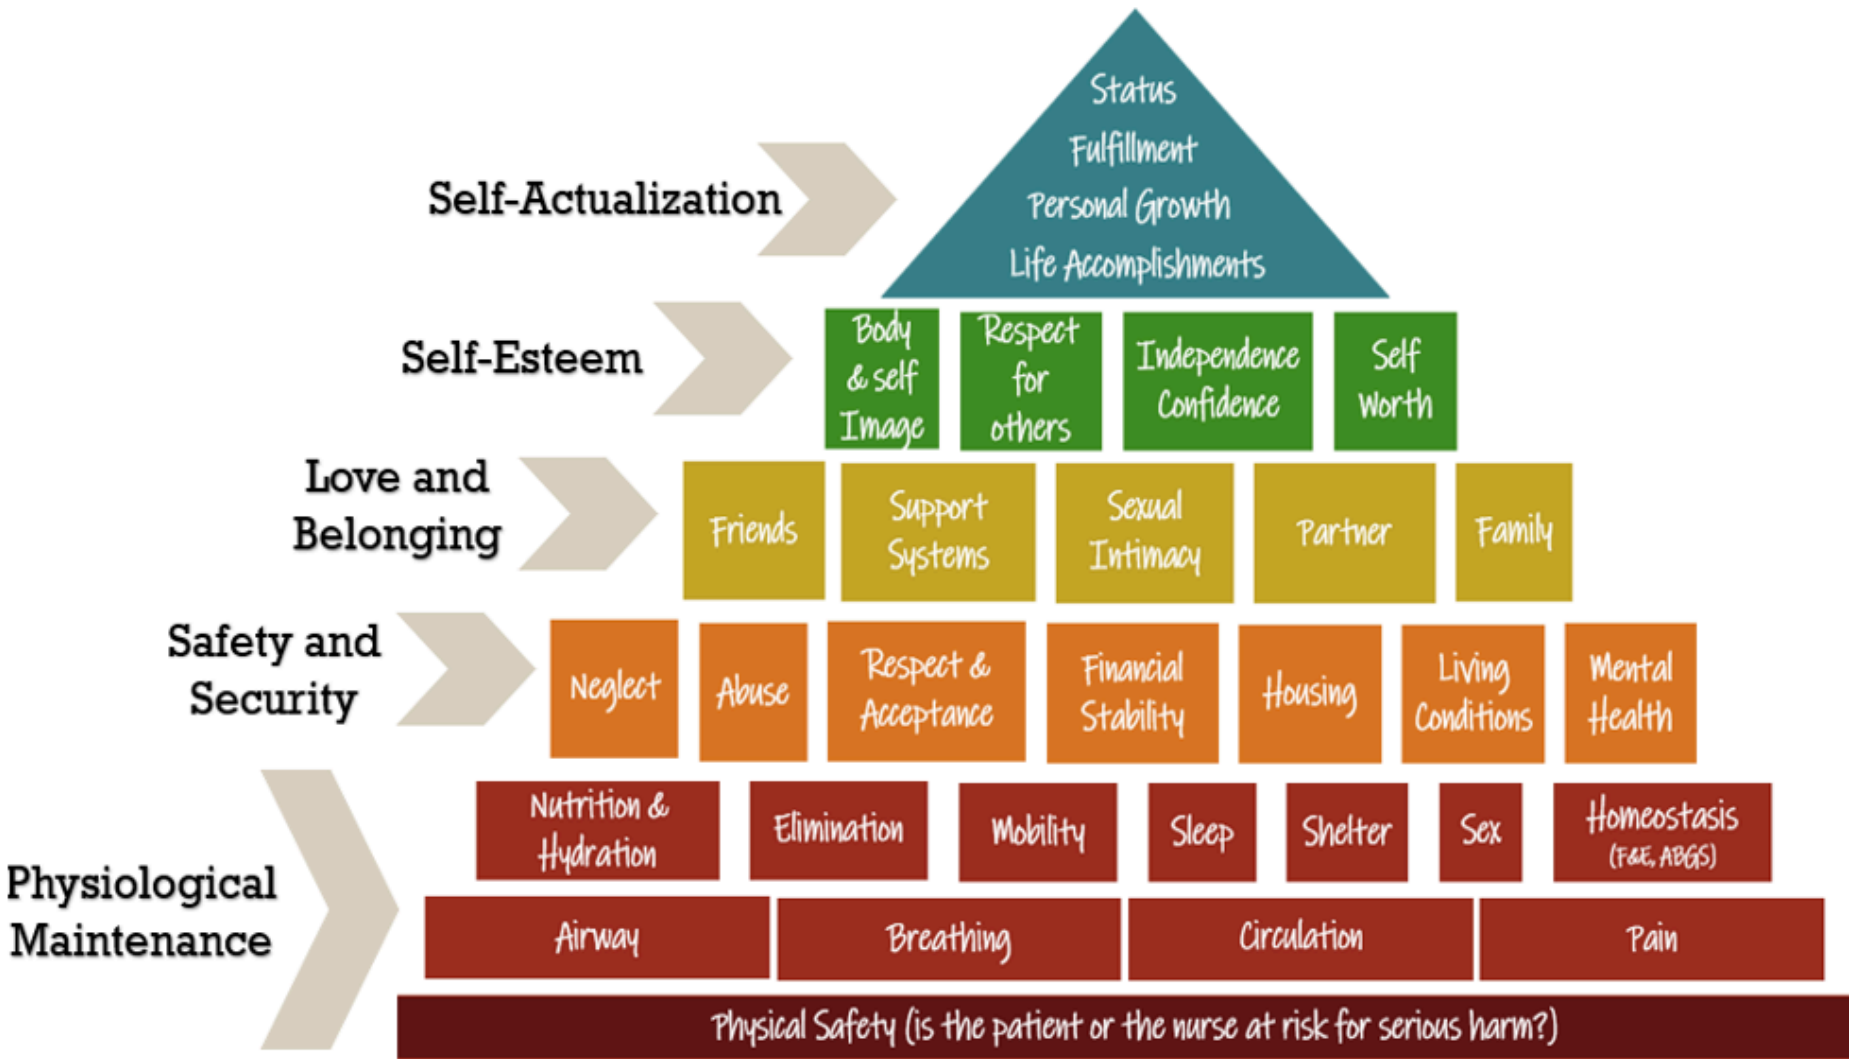 Status
Fulfillment
Personal Growth
Life Accomplishments
Self-Actualization
Self-Esteem
Body
& self
Image
Respect
for
others
Independence
Confidence
Self
Worth
Love and
Belonging
Friends
Support
Systems
Sexual
Intimacy
Partner
Family
Safety and
Security
Neglect
Abuse
Respect &
Acceptance
Financial
Stability
Housing
Living
Conditions
Mental
Health
Physiological
Maintenance
Nutrition &
Hydration
Elimination
Mobility
Sleep
Shelter
Sex
Homeostasis
(F&E, ABGS)
Airway
Breathing
Circulation
Pain
Physical Safety (is the patient or the nurse at risk for serious harm?)